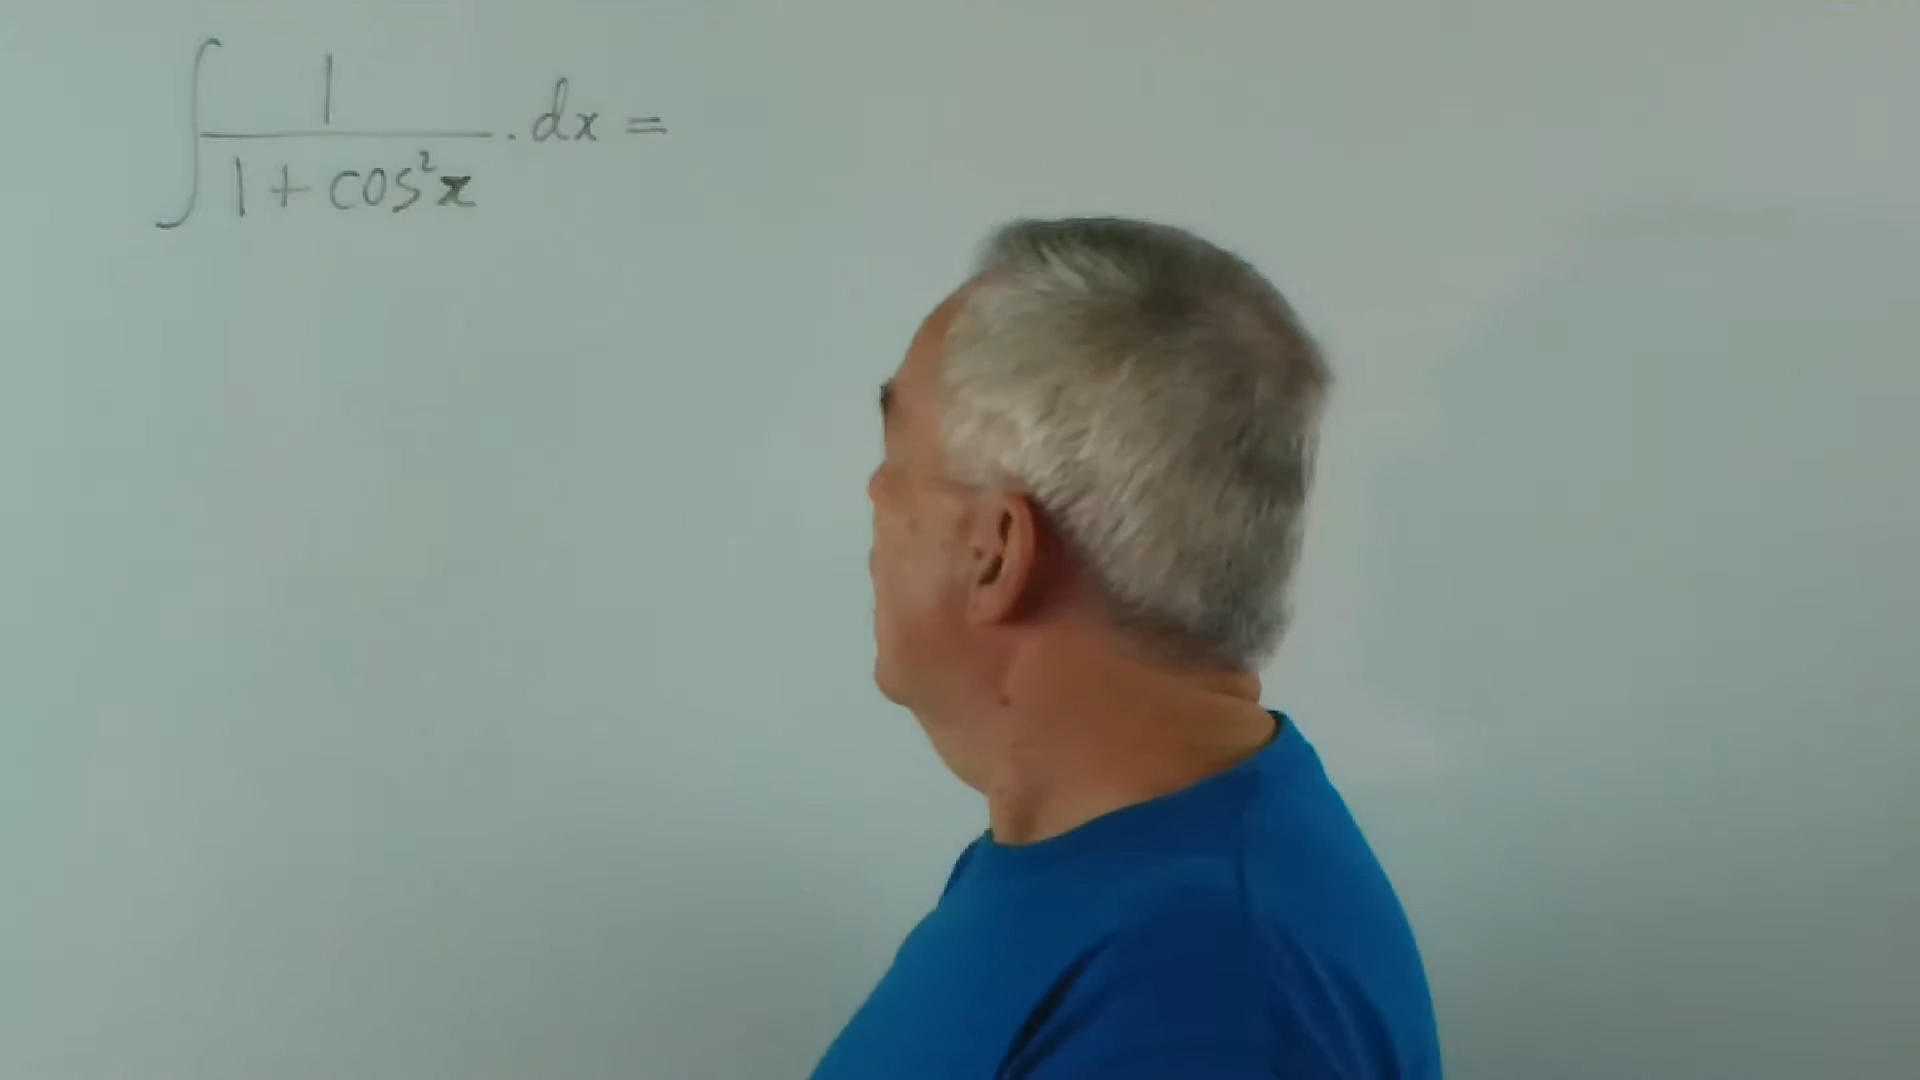 ∫ 1/(1 + cos²x) . dx =